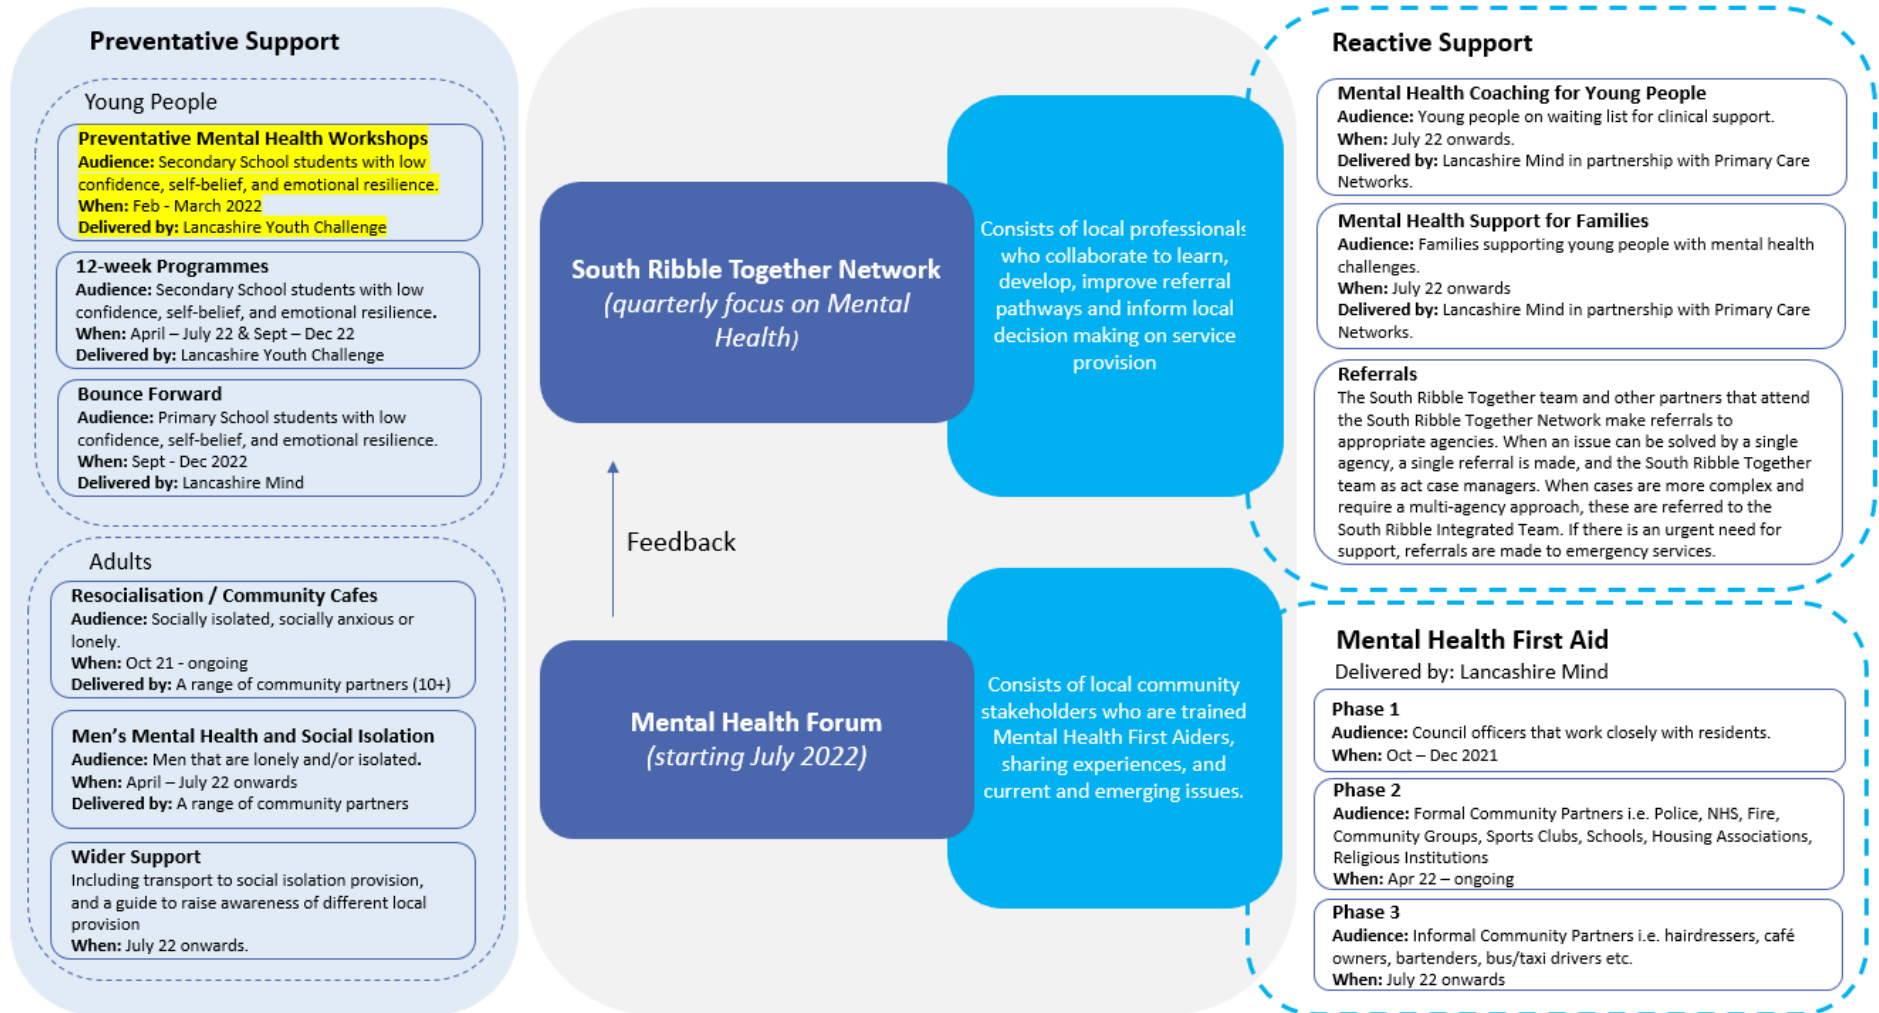 Preventative Support
Young People
Preventative Mental Health Workshops
Audience: Secondary School students with low
confidence, self-belief, and emotional resilience.
When: Feb - March 2022
Delivered by: Lancashire Youth Challenge
12-week Programmes
Audience: Secondary School students with low
confidence, self-belief, and emotional resilience.
When: April – July 22 & Sept – Dec 22
Delivered by: Lancashire Youth Challenge
Bounce Forward
Audience: Primary School students with low
confidence, self-belief, and emotional resilience.
When: Sept - Dec 2022
Delivered by: Lancashire Mind
Adults
Resocialisation / Community Cafes
Audience: Socially isolated, socially anxious or
lonely.
When: Oct 21 - ongoing
Delivered by: A range of community partners (10+)
Men's Mental Health and Social Isolation
Audience: Men that are lonely and/or isolated.
When: April – July 22 onwards
Delivered by: A range of community partners
Wider Support
Including transport to social isolation provision,
and a guide to raise awareness of different local
provision
When: July 22 onwards.
South Ribble Together Network
(quarterly focus on Mental
Health)
Consists of local professionals
who collaborate to learn,
develop, improve referral
pathways and inform local
decision making on service
provision
Feedback
Mental Health Forum
(starting July 2022)
Consists of local community
stakeholders who are trained
Mental Health First Aiders,
sharing experiences, and
current and emerging issues.
Reactive Support
Mental Health Coaching for Young People
Audience: Young people on waiting list for clinical support.
When: July 22 onwards.
Delivered by: Lancashire Mind in partnership with Primary Care
Networks.
Mental Health Support for Families
Audience: Families supporting young people with mental health
challenges.
When: July 22 onwards
Delivered by: Lancashire Mind in partnership with Primary Care
Networks.
Referrals
The South Ribble Together team and other partners that attend
the South Ribble Together Network make referrals to
appropriate agencies. When an issue can be solved by a single
agency, a single referral is made, and the South Ribble Together
team as act case managers. When cases are more complex and
require a multi-agency approach, these are referred to the
South Ribble Integrated Team. If there is an urgent need for
support, referrals are made to emergency services.
Mental Health First Aid
Delivered by: Lancashire Mind
Phase 1
Audience: Council officers that work closely with residents.
When: Oct – Dec 2021
Phase 2
Audience: Formal Community Partners i.e. Police, NHS, Fire,
Community Groups, Sports Clubs, Schools, Housing Associations,
Religious Institutions
When: Apr 22 – ongoing
Phase 3
Audience: Informal Community Partners i.e. hairdressers, café
owners, bartenders, bus/taxi drivers etc.
When: July 22 onwards